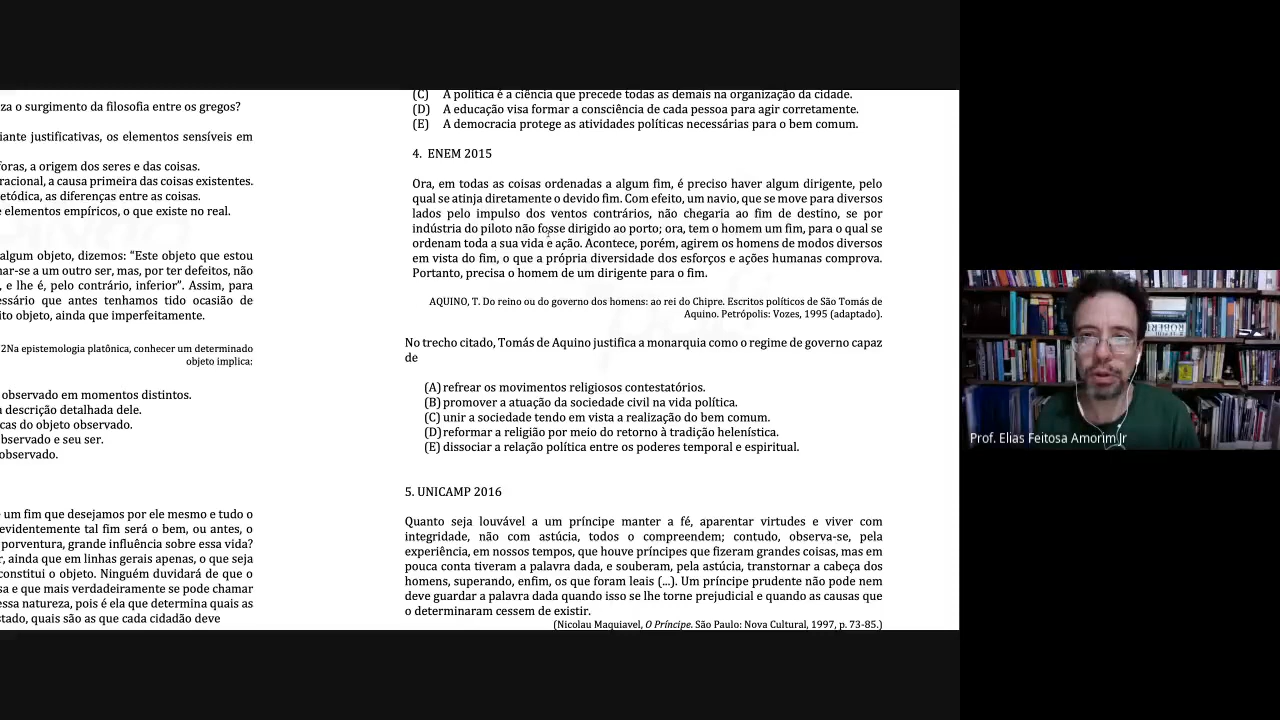 za o surgimento da filosofia entre os gregos?
iante justificativas, os elementos sensíveis em
foras, a origem dos seres e das coisas.
racional, a causa primeira das coisas existentes.
etódica, as diferenças entre as coisas.
e elementos empíricos, o que existe no real.
algum objeto, dizemos: “Este objeto que estou
nar-se a um outro ser, mas, por ter defeitos, não
, e lhe é, pelo contrário, inferior”. Assim, para
essário que antes tenhamos tido ocasião de
ito objeto, ainda que imperfeitamente.
2Na epistemologia platônica, conhecer um determinado
objeto implica:
observado em momentos distintos.
a descrição detalhada dele.
cas do objeto observado.
bservado e seu ser.
observado.
e um fim que desejamos por ele mesmo e tudo o
evidentemente tal fim será o bem, ou antes, o
porventura, grande influência sobre essa vida?
r, ainda que em linhas gerais apenas, o que seja
constitui o objeto. Ninguém duvidará de que o
sa e que mais verdadeiramente se pode chamar
essa natureza, pois é ela que determina quais as
stado, quais são as que cada cidadão deve
(C) A política é a ciência que precede todas as demais na organização da cidade.
(D) A educação visa formar a consciência de cada pessoa para agir corretamente.
(E) A democracia protege as atividades políticas necessárias para o bem comum.
4. ENEM 2015
Ora, em todas as coisas ordenadas a algum fim, é preciso haver algum dirigente, pelo
qual se atinja diretamente o devido fim. Com efeito, um navio, que se move para diversos
lados pelo impulso dos ventos contrários, não chegaria ao fim de destino, se por
indústria do piloto não fosse dirigido ao porto; ora, tem o homem um fim, para o qual se
ordenam toda a sua vida e ação. Acontece, porém, agirem os homens de modos diversos
em vista do fim, o que a própria diversidade dos esforços e ações humanas comprova.
Portanto, precisa o homem de um dirigente para o fim.
AQUINO, T. Do reino ou do governo dos homens: ao rei do Chipre. Escritos políticos de São Tomás de
Aquino. Petrópolis: Vozes, 1995 (adaptado).
No trecho citado, Tomás de Aquino justifica a monarquia como o regime de governo capaz
de
(A) refrear os movimentos religiosos contestatórios.
(B) promover a atuação da sociedade civil na vida política.
(C) unir a sociedade tendo em vista a realização do bem comum.
(D) reformar a religião por meio do retorno à tradição helenística.
(E) dissociar a relação política entre os poderes temporal e espiritual.
5. UNICAMP 2016
Quanto seja louvável a um príncipe manter a fé, aparentar virtudes e viver com
integridade, não com astúcia, todos o compreendem; contudo, observa-se, pela
experiência, em nossos tempos, que houve príncipes que fizeram grandes coisas, mas em
pouca conta tiveram a palavra dada, e souberam, pela astúcia, transtornar a cabeça dos
homens, superando, enfim, os que foram leais (...). Um príncipe prudente não pode nem
deve guardar a palavra dada quando isso se lhe torne prejudicial e quando as causas que
o determinaram cessem de existir.
(Nicolau Maquiavel, O Príncipe. São Paulo: Nova Cultural, 1997, p. 73-85.)
Prof. Elias Feitosa Amorim Jr